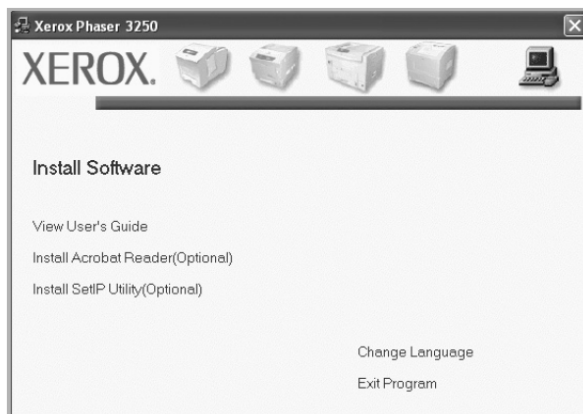 Xerox Phaser 3250
XEROX.
Install Software
View User's Guide
Install Acrobat Reader(Optional)
Install SetIP Utility(Optional)
Change Language
Exit Program